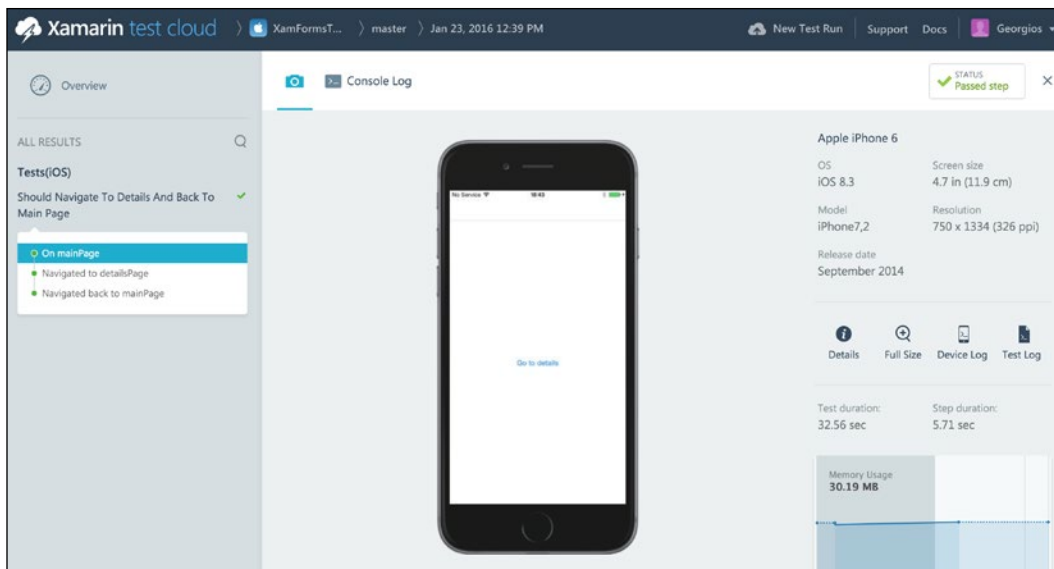 Xamarin test cloud
XamFormsT...
master
Jan 23, 2016 12:39 PM
New Test Run
Support
Docs
Georgios
Overview
Console Log
STATUS
Passed step
ALL RESULTS
Tests(iOS)
Should Navigate To Details And Back To
Main Page
On mainPage
Navigated to detailsPage
Navigated back to mainPage
No Service
16:43
Go to details
Apple iPhone 6
OS
iOS 8.3
Screen size
4.7 in (11.9 cm)
Model
iPhone7,2
Resolution
750 x 1334 (326 ppi)
Release date
September 2014
Details
Full Size
Device Log
Test Log
Test duration:
32.56 sec
Step duration:
5.71 sec
Memory Usage
30.19 MB